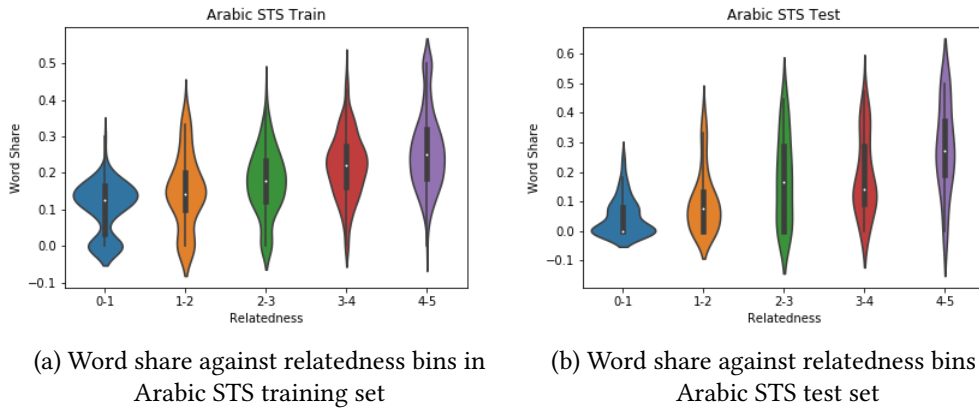 Arabic STS Train
Word Share
0.5
0.4
0.3
0.2
0.1
0.0
−0.1
0-1 1-2 2-3 3-4 4-5
Relatedness
(a) Word share against relatedness bins in
Arabic STS training set
Arabic STS Test
Word Share
0.6
0.5
0.4
0.3
0.2
0.1
0.0
−0.1
0-1 1-2 2-3 3-4 4-5
Relatedness
(b) Word share against relatedness bins
Arabic STS test set